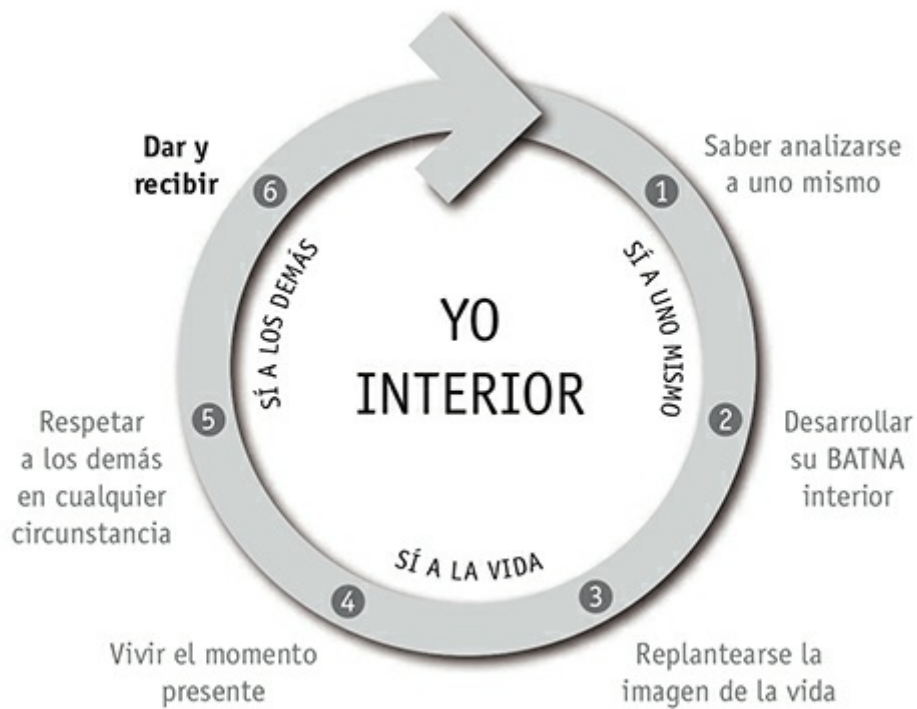 Dar y
recibir
6
Saber analizarse
a uno mismo
1
SÍ A LOS DEMÁS
SÍ A UNO MISMO
YO
INTERIOR
Respetar
a los demás
en cualquier
circunstancia
5
2
Desarrollar
su BATNA
interior
SÍ A LA VIDA
4
3
Vivir el momento
presente
Replantearse la
imagen de la vida